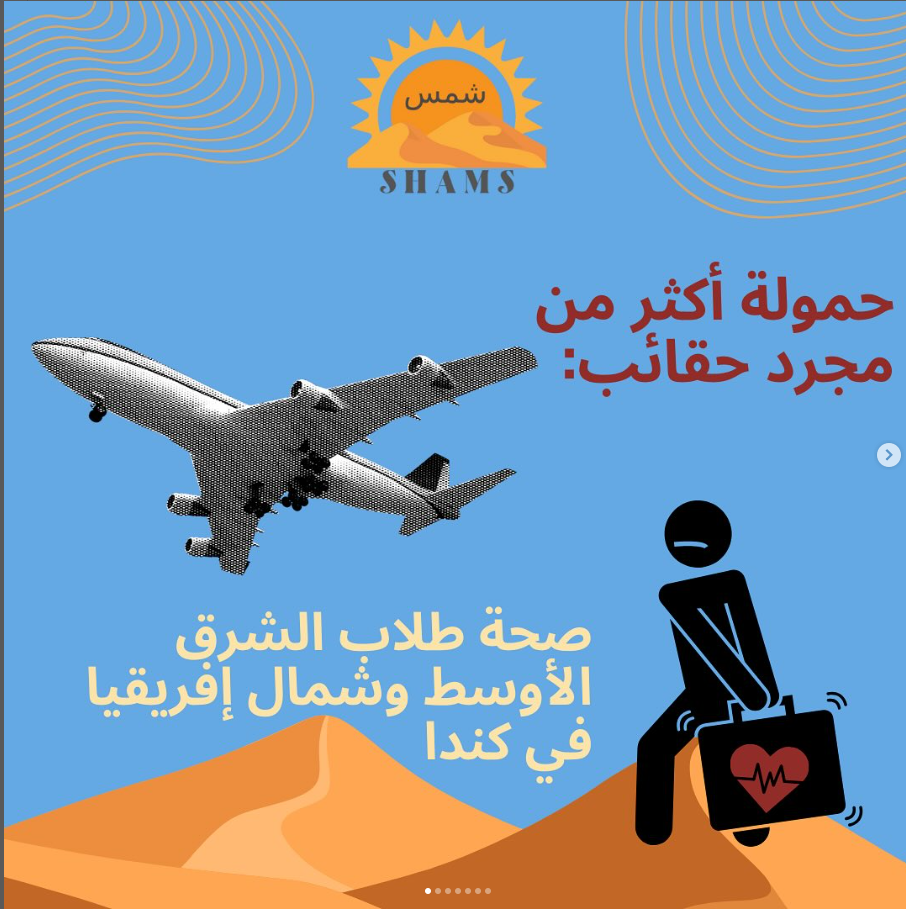 شمس
SHAMS
حمولة أكثر من
مجرد حقائب:
صحة طلاب الشرق
الأوسط وشمال إفريقيا
في كندا